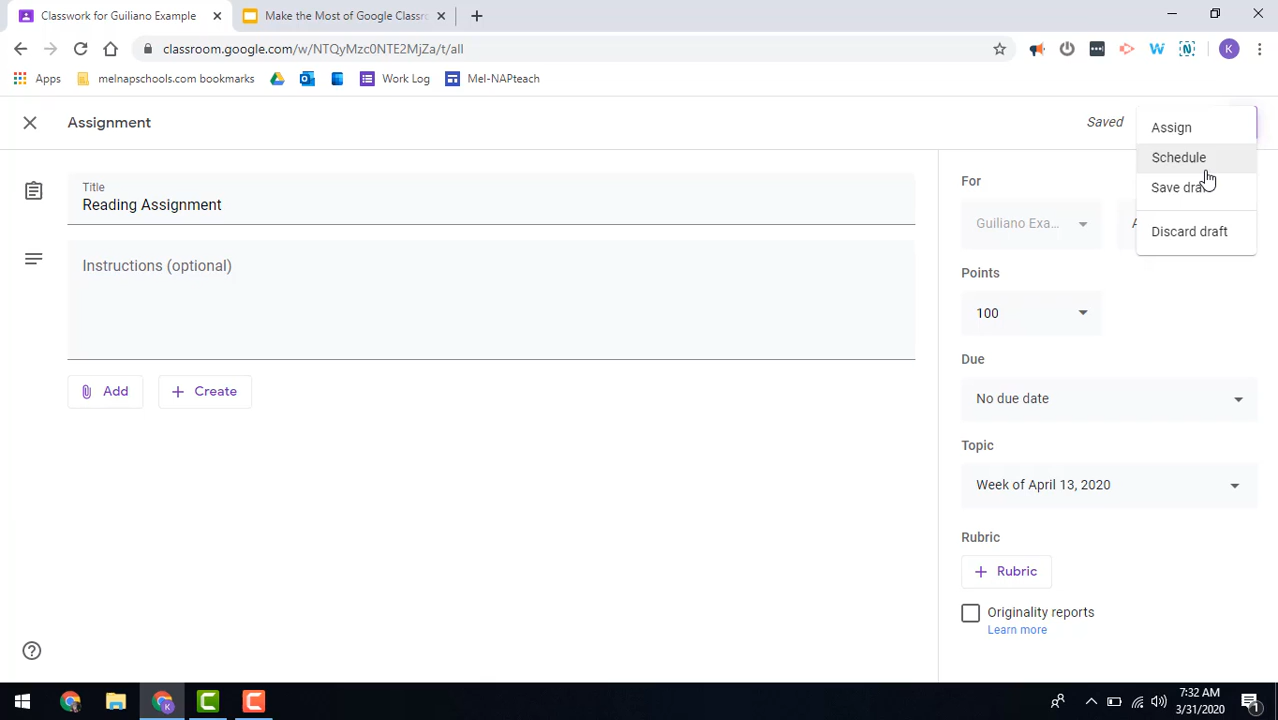 Classwork for Guiliano Example
Make the Most of Google Classro
classroom.google.com/w/NTQyMzc0NTE2MjZa/t/all
K
Apps
melnapschools.com bookmarks
Work Log
Mel-NAPteach
Assignment
Saved
Assign
Schedule
Save draf
Discard draft
Title
Reading Assignment
Instructions (optional)
Add
Create
For
Guiliano Exa...
A
Points
100
Due
No due date
Topic
Week of April 13, 2020
Rubric
Rubric
Originality reports
Learn more
7:32 AM
3/31/2020
1